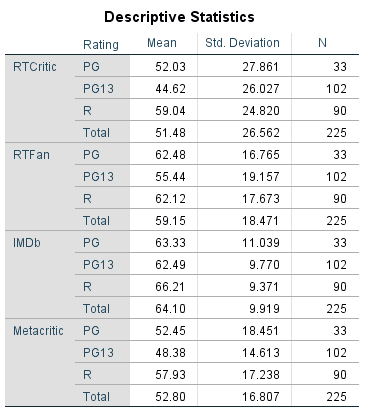 Descriptive Statistics
Rating Mean Std. Deviation N
RTCritic PG 52.03 27.861 33
PG13 44.62 26.027 102
R 59.04 24.820 90
Total 51.48 26.562 225
RTFan PG 62.48 16.765 33
PG13 55.44 19.157 102
R 62.12 17.673 90
Total 59.15 18.471 225
IMDb PG 63.33 11.039 33
PG13 62.49 9.770 102
R 66.21 9.371 90
Total 64.10 9.919 225
Metacritic PG 52.45 18.451 33
PG13 48.38 14.613 102
R 57.93 17.238 90
Total 52.80 16.807 225